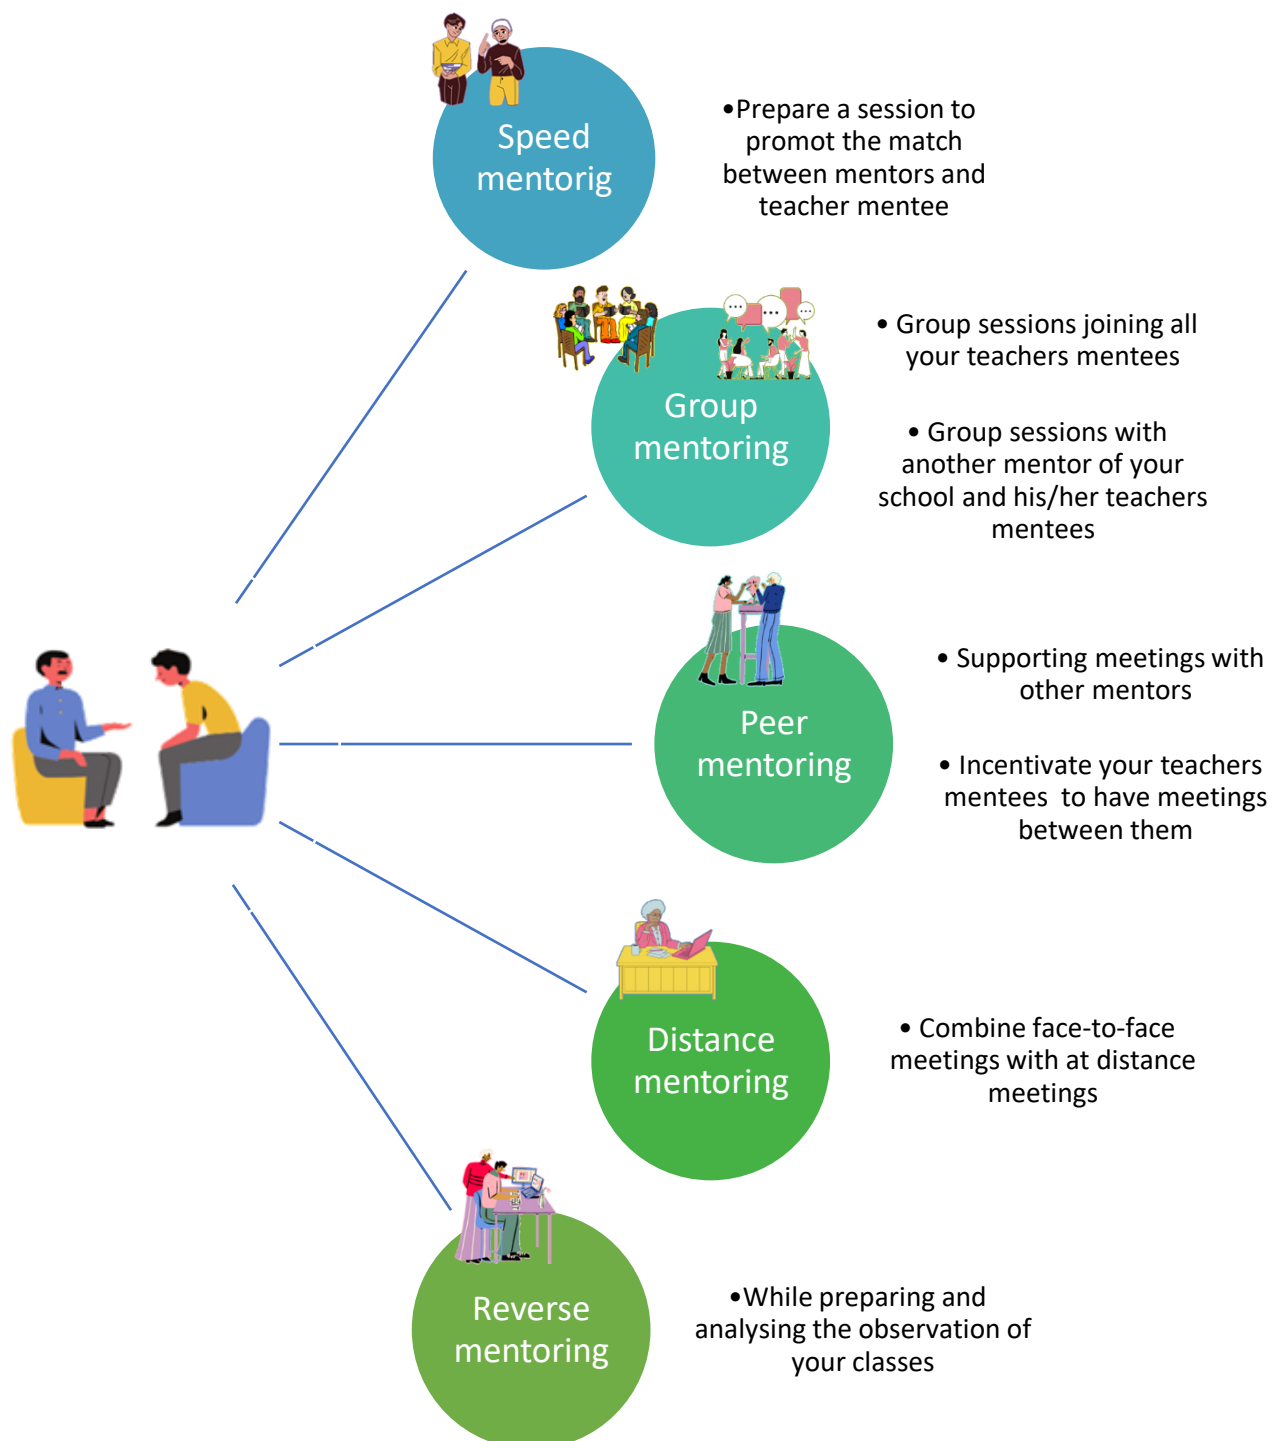 Speed
mentorig
•Prepare a session to
promot the match
between mentors and
teacher mentee
Group
mentoring
• Group sessions joining all
your teachers mentees
• Group sessions with
another mentor of your
school and his/her teachers
mentees
Peer
mentoring
• Supporting meetings with
other mentors
• Incentivate your teachers
mentees to have meetings
between them
Distance
mentoring
• Combine face-to-face
meetings with at distance
meetings
Reverse
mentoring
•While preparing and
analysing the observation of
your classes